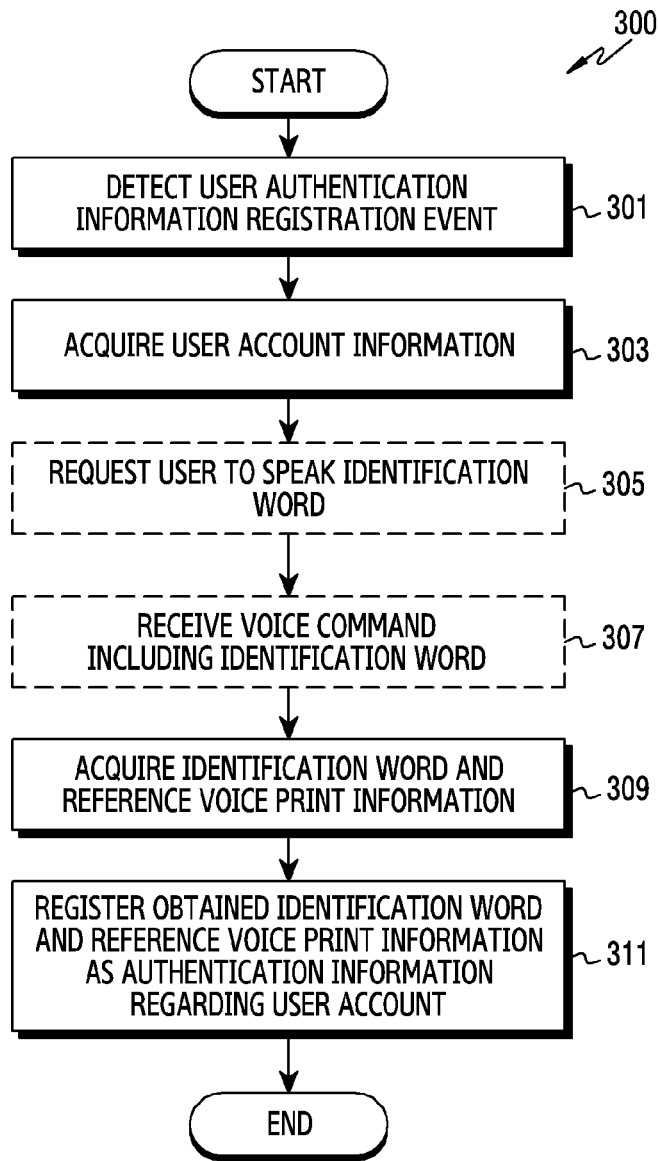 300
START
DETECT USER AUTHENTICATION
INFORMATION REGISTRATION EVENT
301
ACQUIRE USER ACCOUNT INFORMATION
303
REQUEST USER TO SPEAK IDENTIFICATION
WORD
305
RECEIVE VOICE COMMAND
INCLUDING IDENTIFICATION WORD
307
ACQUIRE IDENTIFICATION WORD AND
REFERENCE VOICE PRINT INFORMATION
309
REGISTER OBTAINED IDENTIFICATION WORD
AND REFERENCE VOICE PRINT INFORMATION
AS AUTHENTICATION INFORMATION
REGARDING USER ACCOUNT
311
END